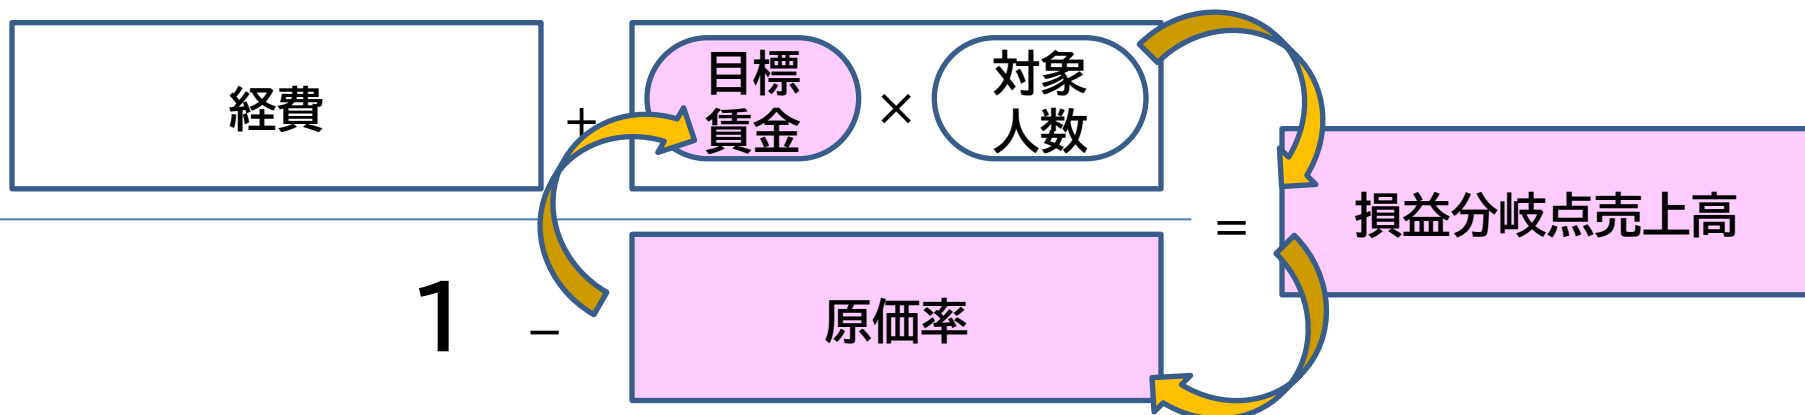 経費
+
目標
賃金
×
対象
人数
=
損益分岐点売上高
1
−
原価率